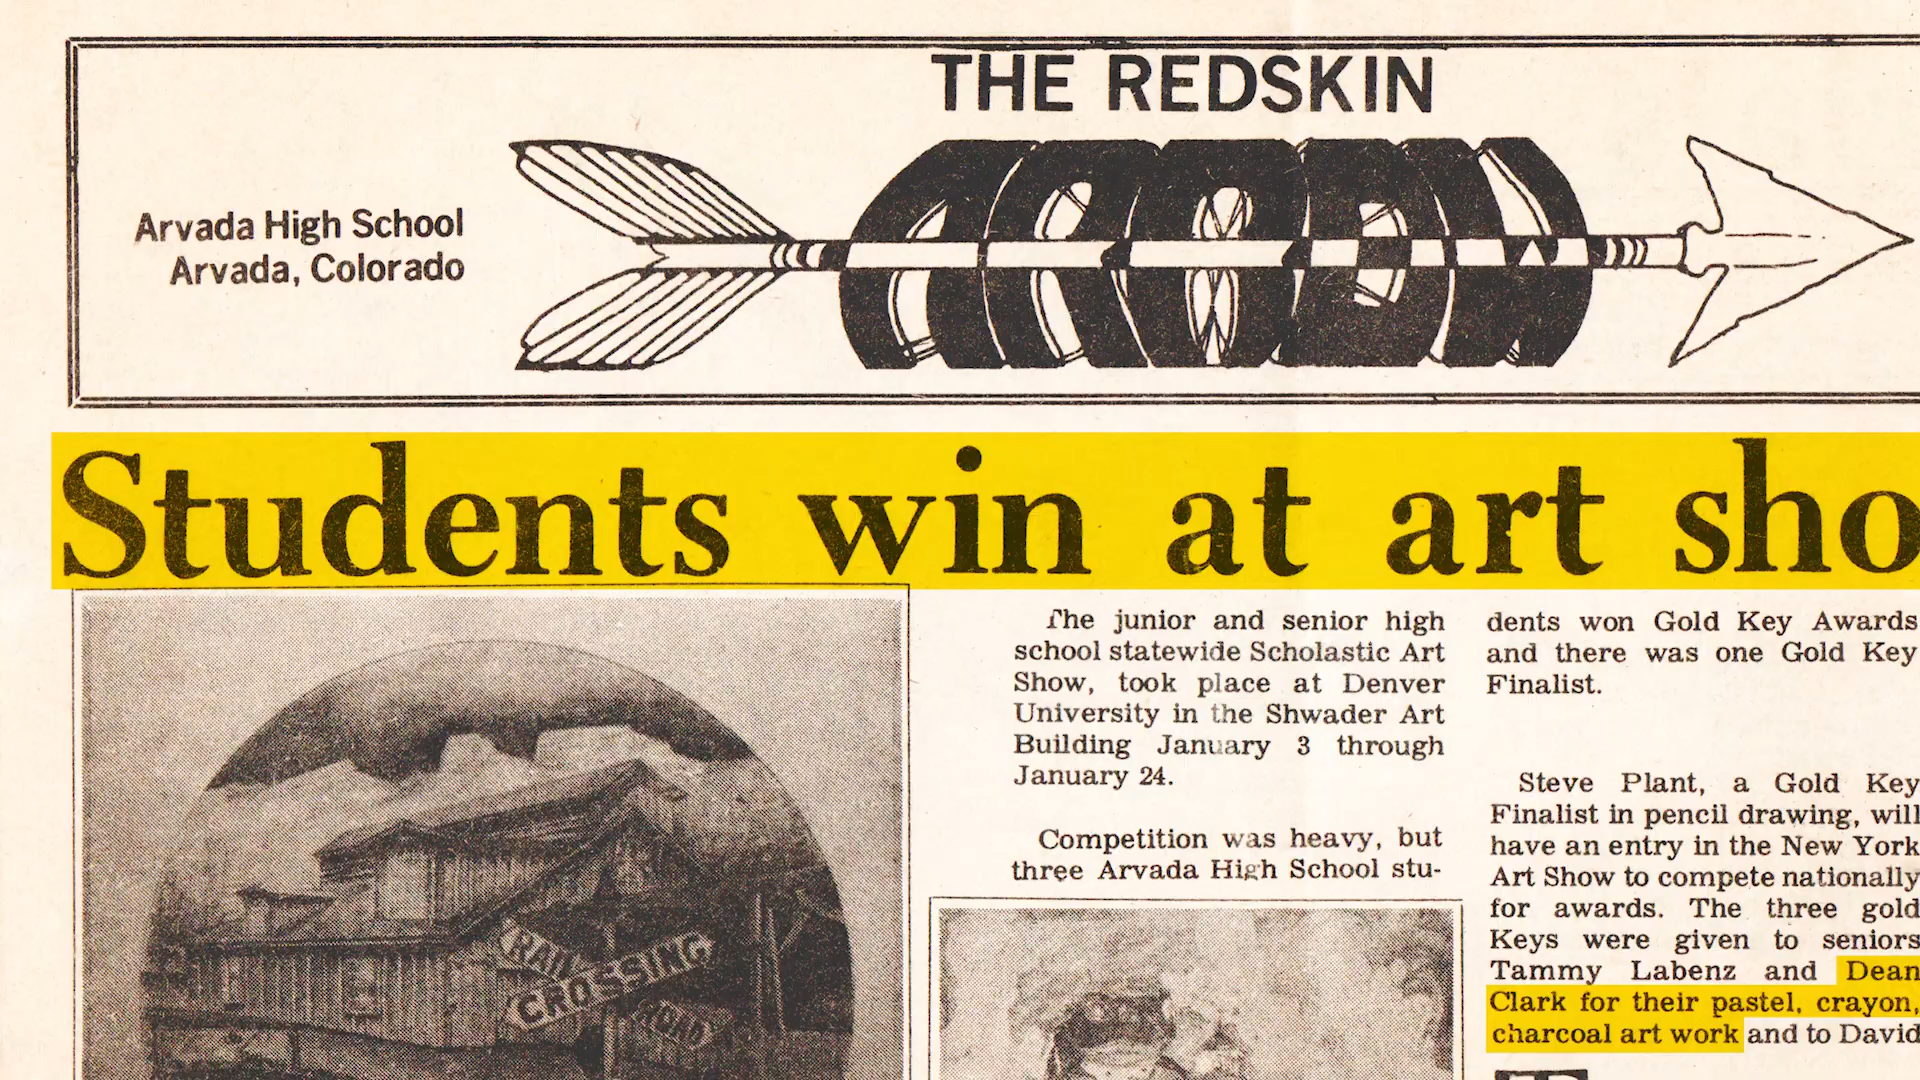 THE REDSKIN
Arvada High School
Arvada, Colorado
Students win at art sho
The junior and senior high
school statewide Scholastic Art
Show, took place at Denver
University in the Shwader Art
Building January 3 through
January 24.
Competition was heavy, but
three Arvada High School stu-
dents won Gold Key Awards
and there was one Gold Key
Finalist.
Steve Plant, a Gold Key
Finalist in pencil drawing, will
have an entry in the New York
Art Show to compete nationally
for awards. The three gold
Keys were given to seniors
Tammy Labenz and Dean
Clark for their pastel, crayon,
charcoal art work and to David
RAIL
CROSSING
ROAD